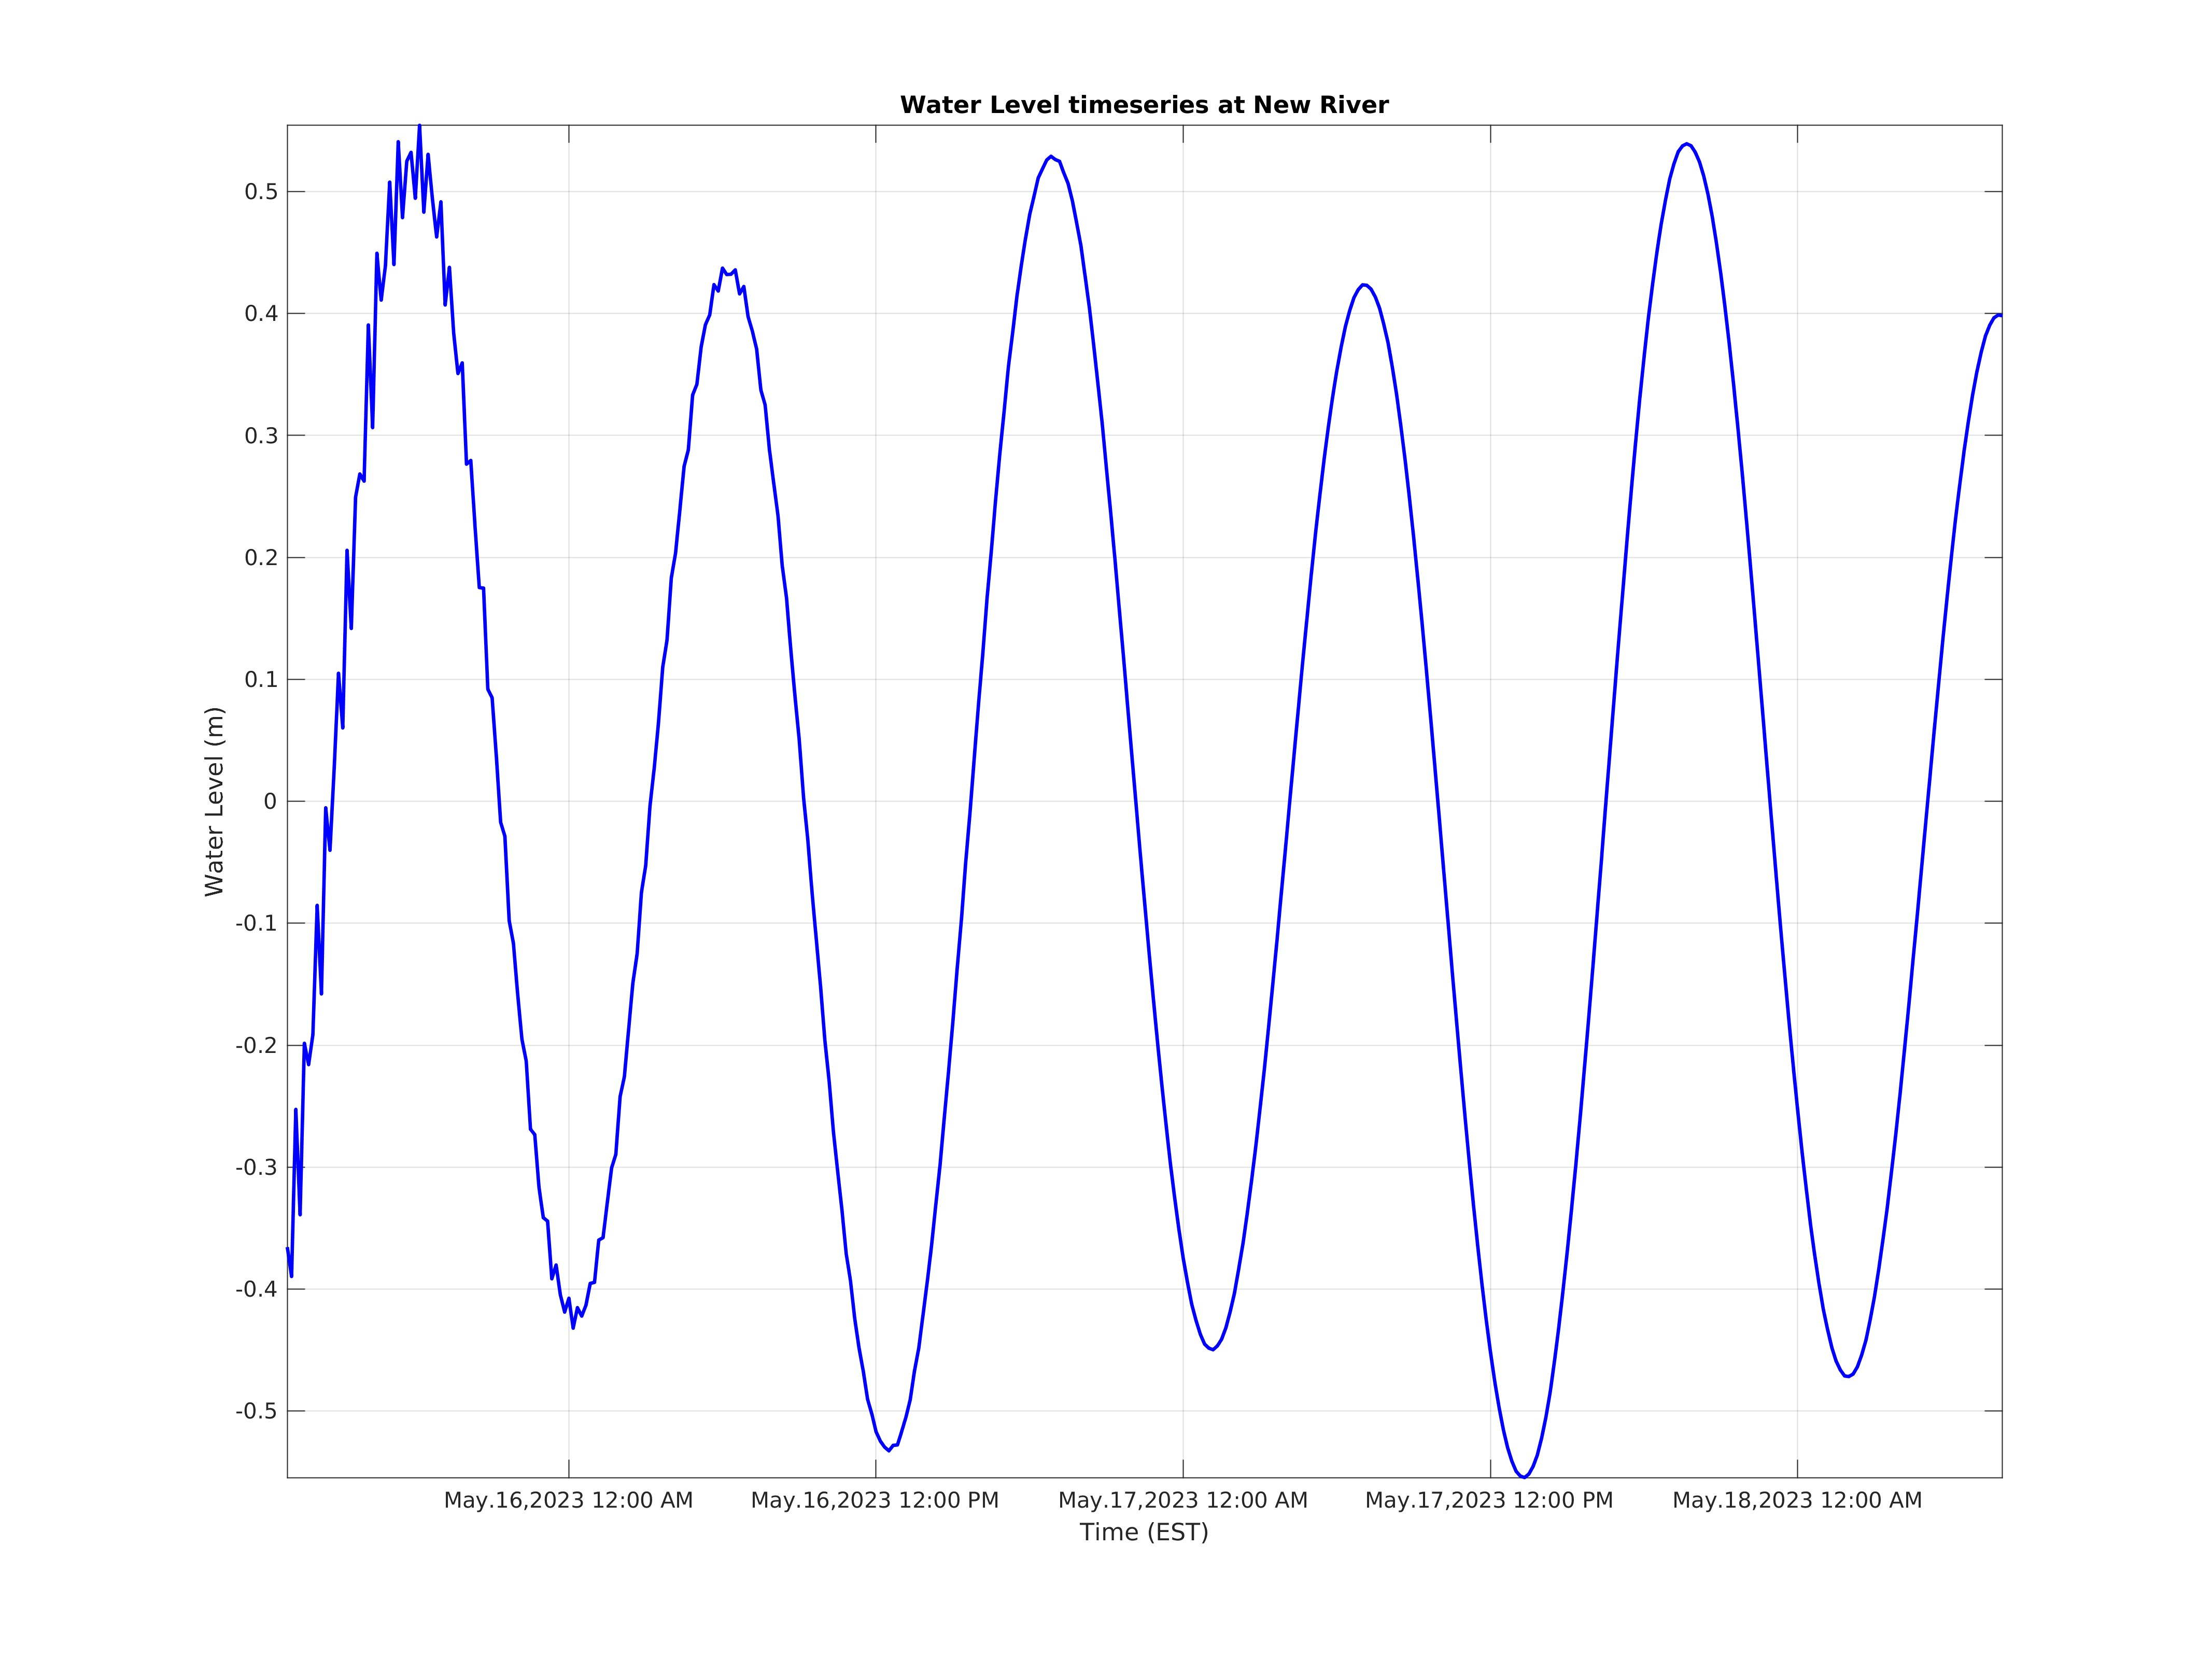 Water Level timeseries at New River
0.5
0.4
0.3
0.2
0.1
0
-0.1
-0.2
-0.3
-0.4
-0.5
Water Level (m)
May.16,2023 12:00 AM May.16,2023 12:00 PM May.17,2023 12:00 AM May.17,2023 12:00 PM May.18,2023 12:00 AM
Time (EST)